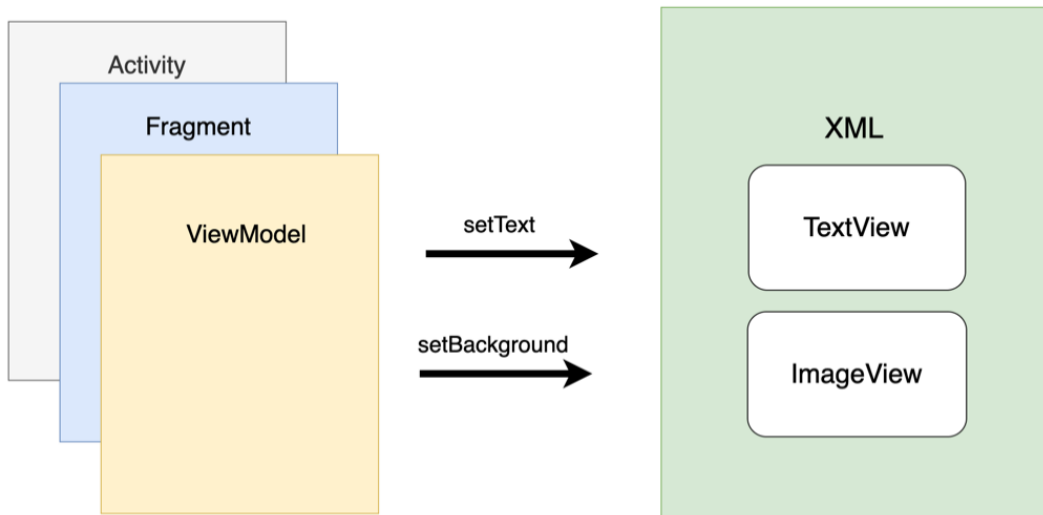 Activity
Fragment
ViewModel
setText
setBackground
XML
TextView
ImageView